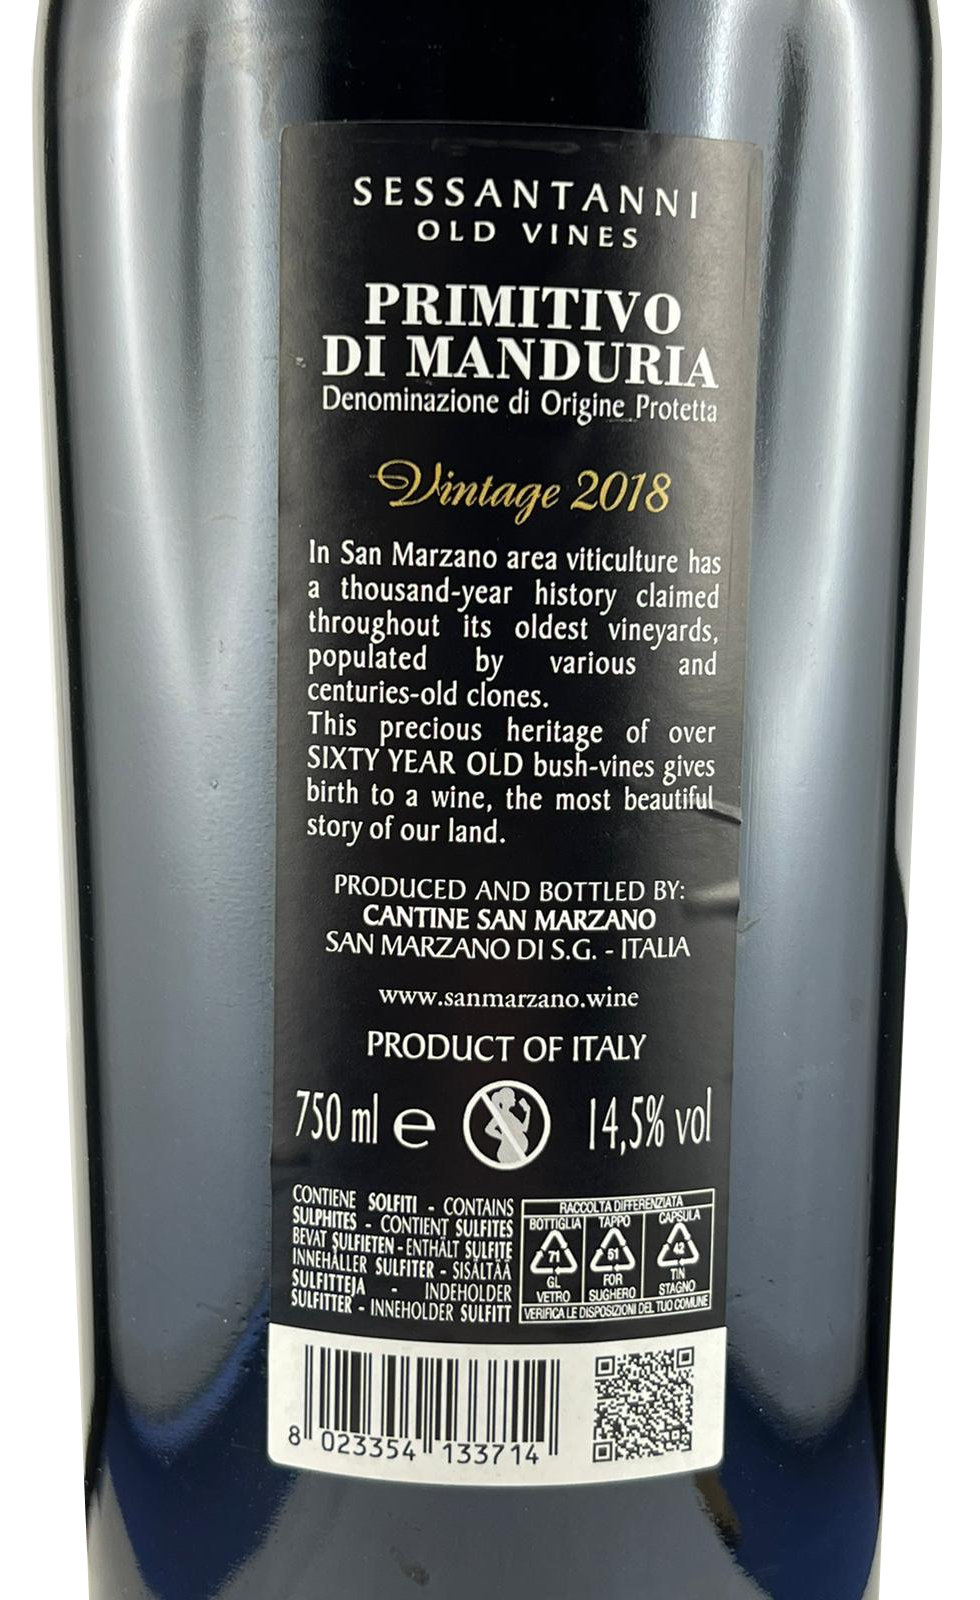 SESSANTANNI
OLD VINES
PRIMITIVO
DI MANDURIA
Denominazione di Origine Protetta
Vintage 2018
In San Marzano area viticulture has
a thousand-year history claimed
throughout its oldest vineyards,
populated by various and
centuries-old clones.
This precious heritage of over
SIXTY YEAR OLD bush-vines gives
birth to a wine, the most beautiful
story of our land.
PRODUCED AND BOTTLED BY:
CANTINE SAN MARZANO
SAN MARZANO DI S.G. - ITALIA
www.sanmarzano.wine
PRODUCT OF ITALY
750 ml e 14,5% vol
CONTIENE SOLFITI - CONTAINS
SULPHITES - CONTIENT SULFITES
BEVAT SULFIETEN - ENTHÄLT SULFITE
INNEHÅLLER SULFITER - SISÄLTÄÄ
SULFITTEJA - INDEHOLDER
SULFITTER - INNEHOLDER SULFITT
RACCOLTA DIFFERENZIATA
BOTTIGLIA TAPPO CAPSULA
71 51 42
GL FOR TIN
VETRO SUGHERO STAGNO
VERIFICA LE DISPOSIZIONI DEL TUO COMUNE
8 023354 133714